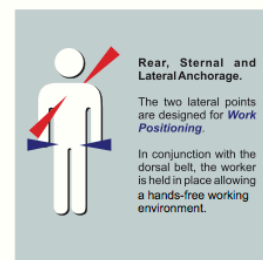 Rear, Sternal and
Lateral Anchorage.
The two lateral points
are designed for Work
Positioning.
In conjunction with the
dorsal belt, the worker
is held in place allowing
a hands-free working
environment.